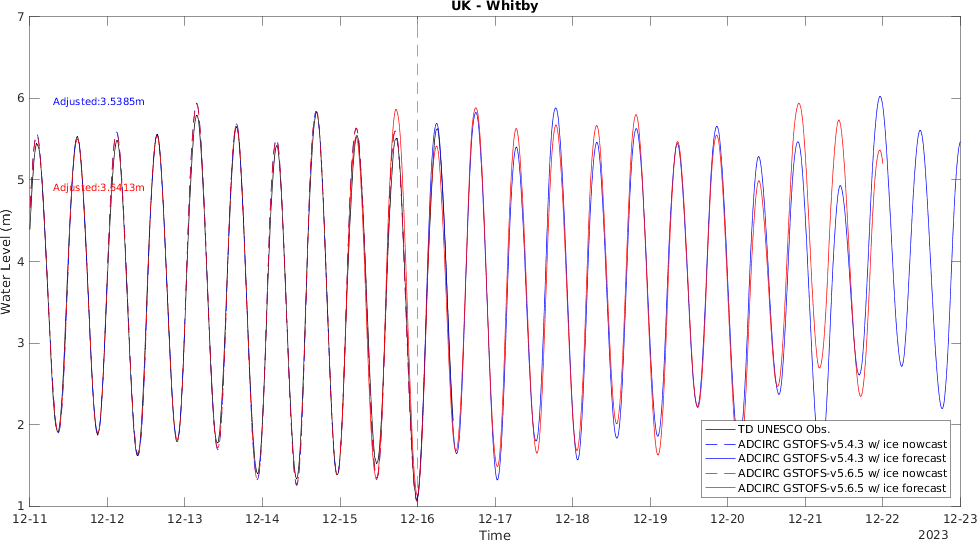 UK - Whitby
7
6
5
4
3
2
1
Water Level (m)
Adjusted:3.5385m
Adjusted:3.5413m
TD UNESCO Obs.
ADCIRC GSTOFS-v5.4.3 w/ ice nowcast
ADCIRC GSTOFS-v5.4.3 w/ ice forecast
ADCIRC GSTOFS-v5.6.5 w/ ice nowcast
ADCIRC GSTOFS-v5.6.5 w/ ice forecast
12-11 12-12 12-13 12-14 12-15 12-16 12-17 12-18 12-19 12-20 12-21 12-22 12-23
Time
2023